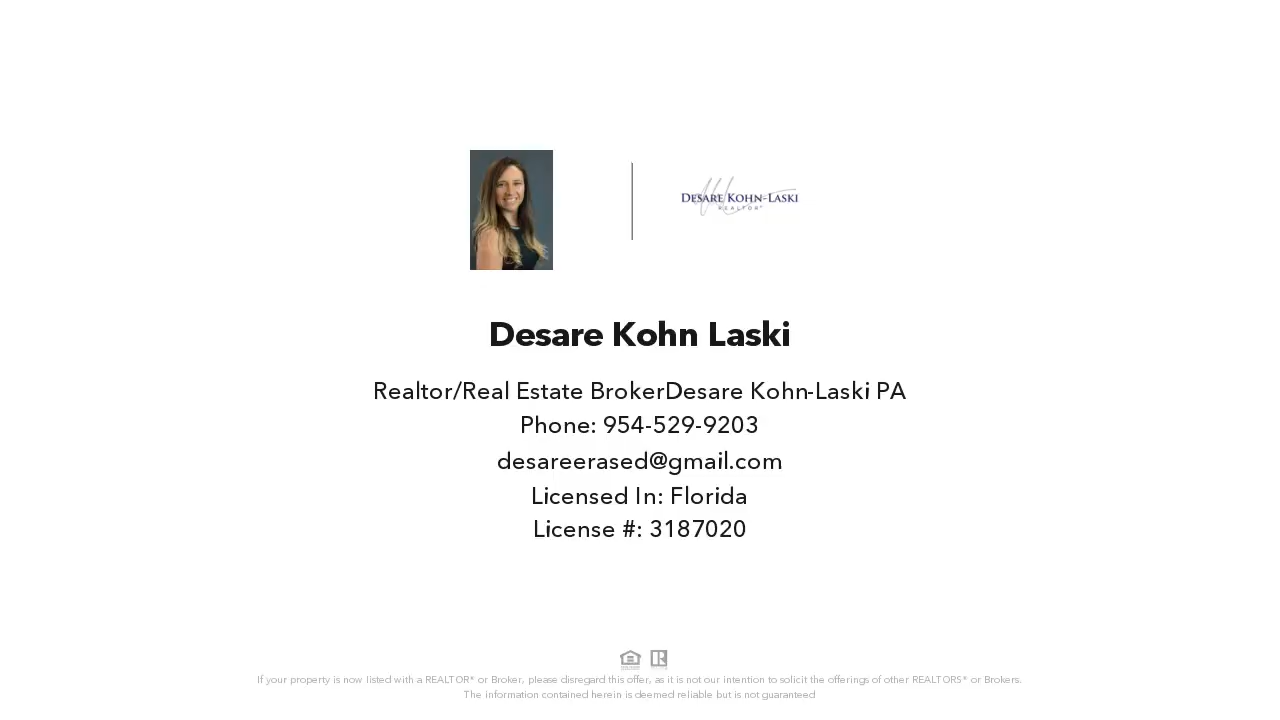 DESARE KOHN-LASKI
REALTOR®
Desare Kohn Laski
Realtor/Real Estate BrokerDesare Kohn-Laski PA
Phone: 954-529-9203
desareerased@gmail.com
Licensed In: Florida
License #: 3187020
If your property is now listed with a REALTOR® or Broker, please disregard this offer, as it is not our intention to solicit the offerings of other REALTORS® or Brokers.
The information contained herein is deemed reliable but is not guaranteed